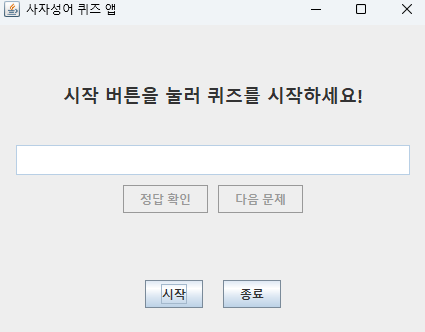 사자성어 퀴즈 앱
시작 버튼을 눌러 퀴즈를 시작하세요!
정답 확인 다음 문제
시작 종료